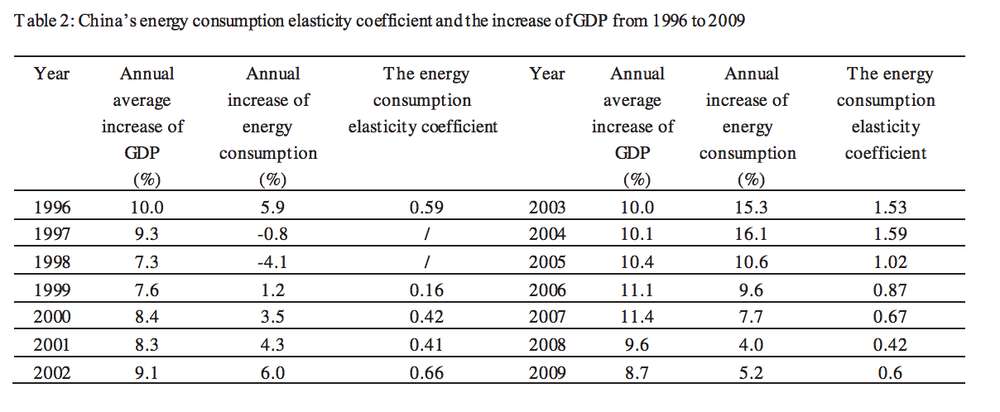 Table 2: China's energy consumption elasticity coefficient and the increase of GDP from 1996 to 2009
Year Annual Annual The energy Year Annual Annual The energy
average increase of consumption average increase of consumption
increase of energy elasticity coefficient increase of energy elasticity
GDP consumption GDP consumption coefficient
(%) (%) (%) (%)
1996 10.0 5.9 0.59 2003 10.0 15.3 1.53
1997 9.3 -0.8 / 2004 10.1 16.1 1.59
1998 7.3 -4.1 / 2005 10.4 10.6 1.02
1999 7.6 1.2 0.16 2006 11.1 9.6 0.87
2000 8.4 3.5 0.42 2007 11.4 7.7 0.67
2001 8.3 4.3 0.41 2008 9.6 4.0 0.42
2002 9.1 6.0 0.66 2009 8.7 5.2 0.6